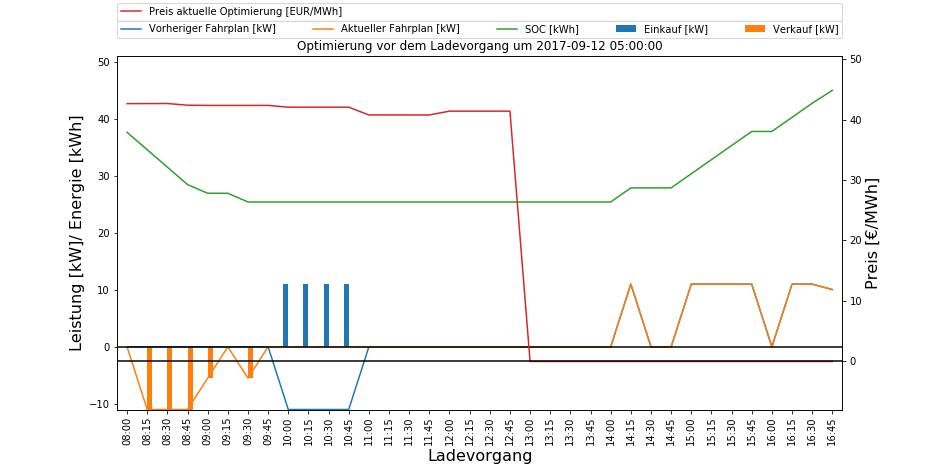 Preis aktuelle Optimierung [EUR/MWh]
Vorheriger Fahrplan [kW] Aktueller Fahrplan [kW] SOC [kWh] Einkauf [kW] Verkauf [kW]
Optimierung vor dem Ladevorgang um 2017-09-12 05:00:00
Leistung [kW]/ Energie [kWh]
50
40
30
20
10
0
−10
50
40
30
20
10
0
Preis [€/MWh]
08:00 08:15 08:30 08:45 09:00 09:15 09:30 09:45 10:00 10:15 10:30 10:45 11:00 11:15 11:30 11:45 12:00 12:15 12:30 12:45 13:00 13:15 13:30 13:45 14:00 14:15 14:30 14:45 15:00 15:15 15:30 15:45 16:00 16:15 16:30 16:45
Ladevorgang